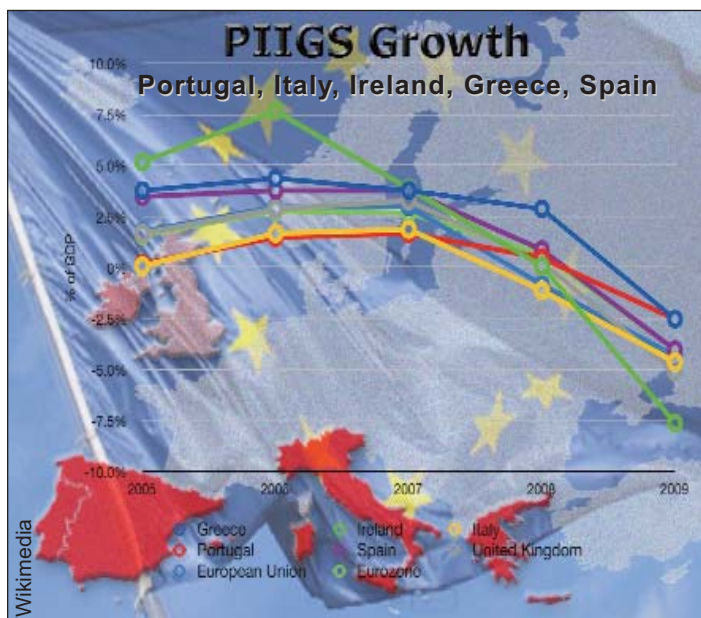 PIIGS Growth
Portugal, Italy, Ireland, Greece, Spain
10.0%
7.5%
5.0%
2.5%
0%
-2.5%
-5.0%
-7.5%
-10.0%
% of GDP
2005 2006 2007 2008 2009
Greece Ireland Italy
Portugal Spain United Kingdom
European Union Eurozone
Wikimedia